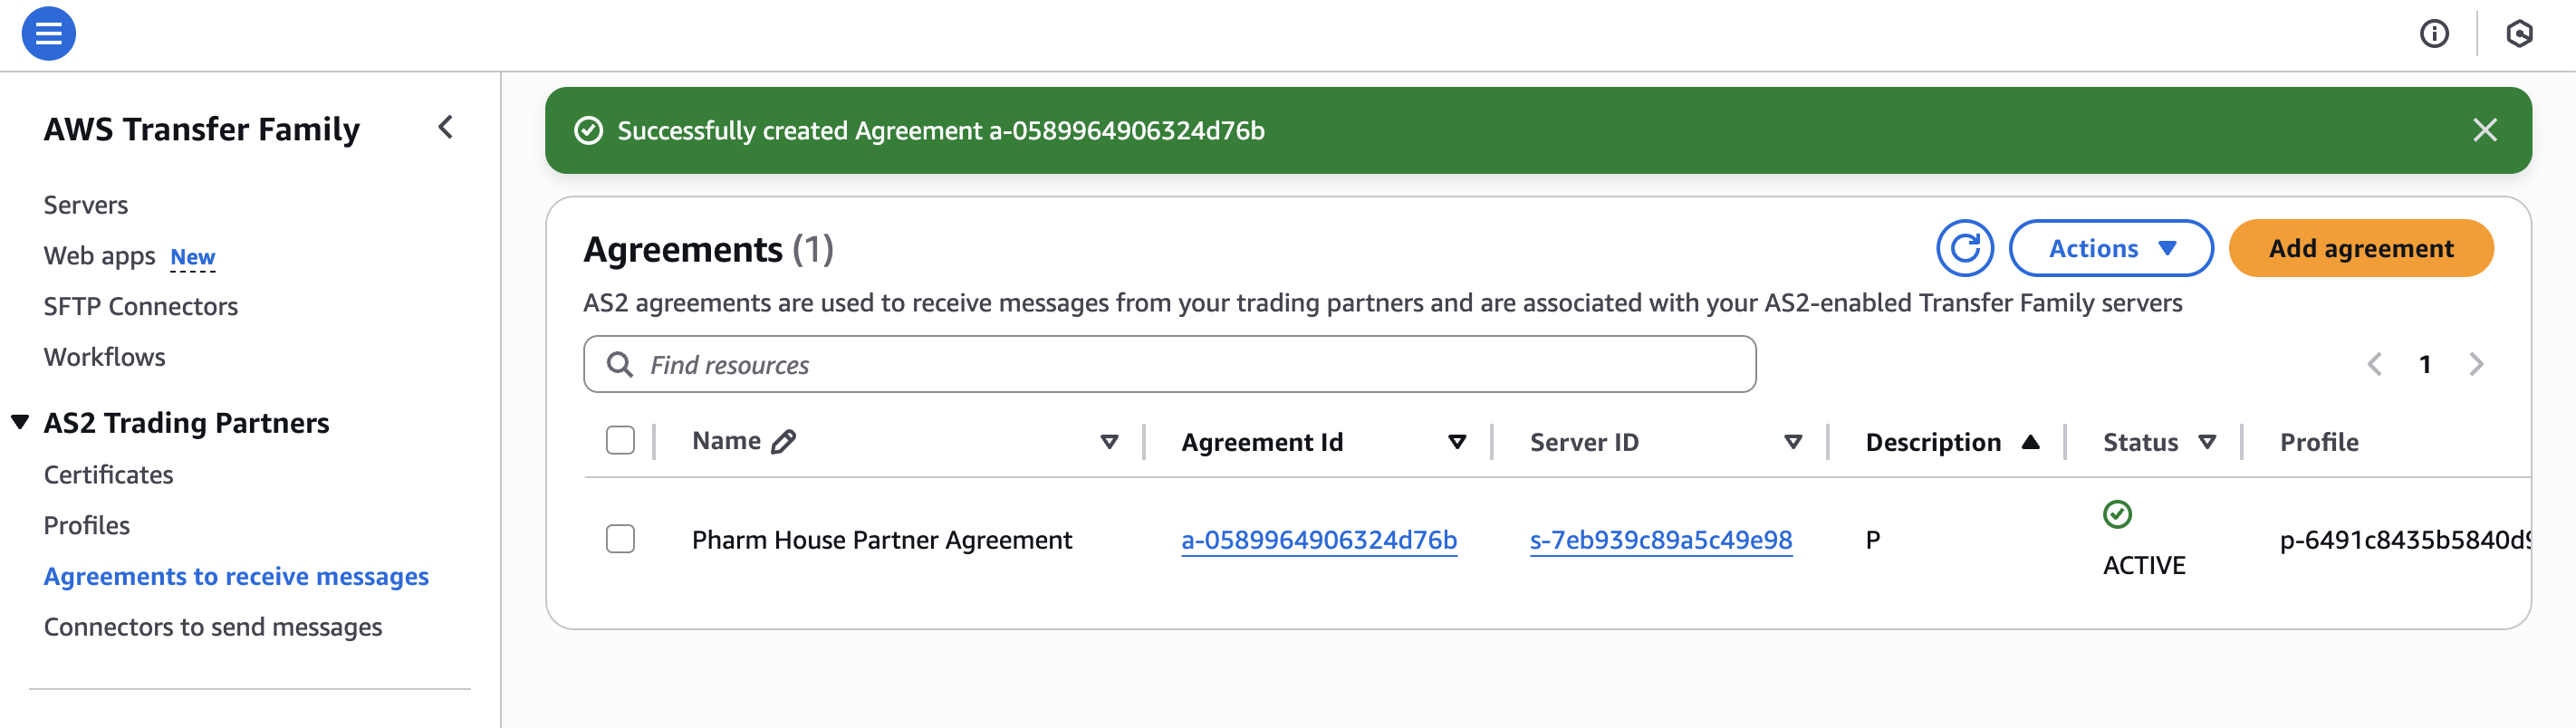 AWS Transfer Family
Servers
Web apps New
SFTP Connectors
Workflows
AS2 Trading Partners
Certificates
Profiles
Agreements to receive messages
Connectors to send messages
Successfully created Agreement a-0589964906324d76b
Agreements (1)
Actions
Add agreement
AS2 agreements are used to receive messages from your trading partners and are associated with your AS2-enabled Transfer Family servers
Find resources
1
Name Agreement Id Server ID Description Status Profile
Pharm House Partner Agreement a-0589964906324d76b s-7eb939c89a5c49e98 P ACTIVE p-6491c8435b5840d9